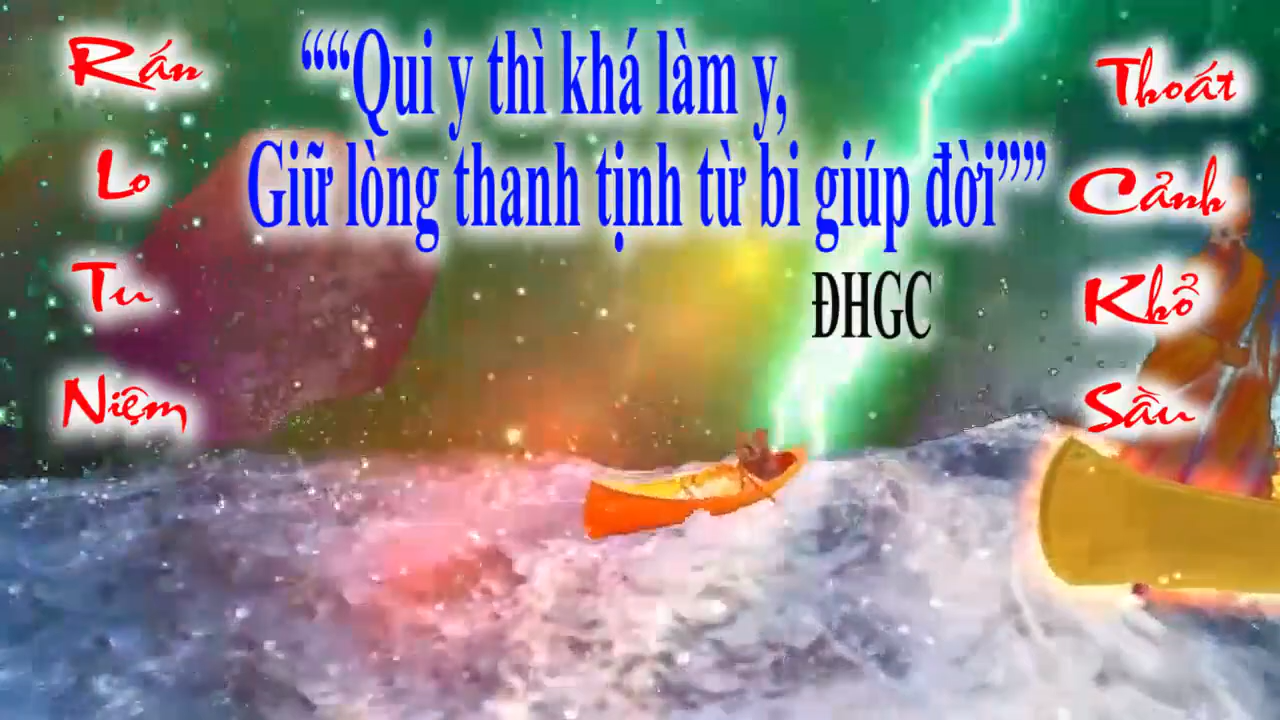 Rán
Lo
Tu
Niệm
““Qui y thì khá làm y,
Giữ lòng thanh tịnh từ bi giúp đời””
ĐHGC
Thoát
Cảnh
Khổ
Sầu